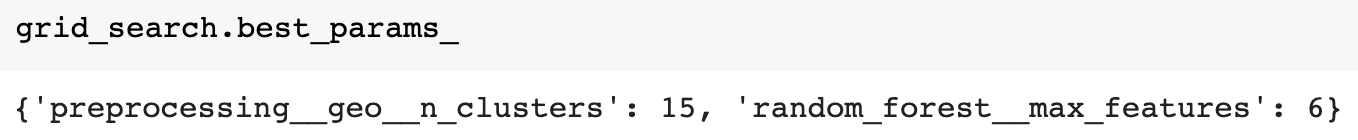 grid_search.best_params_
{'preprocessing__geo__n_clusters': 15, 'random_forest__max_features': 6}